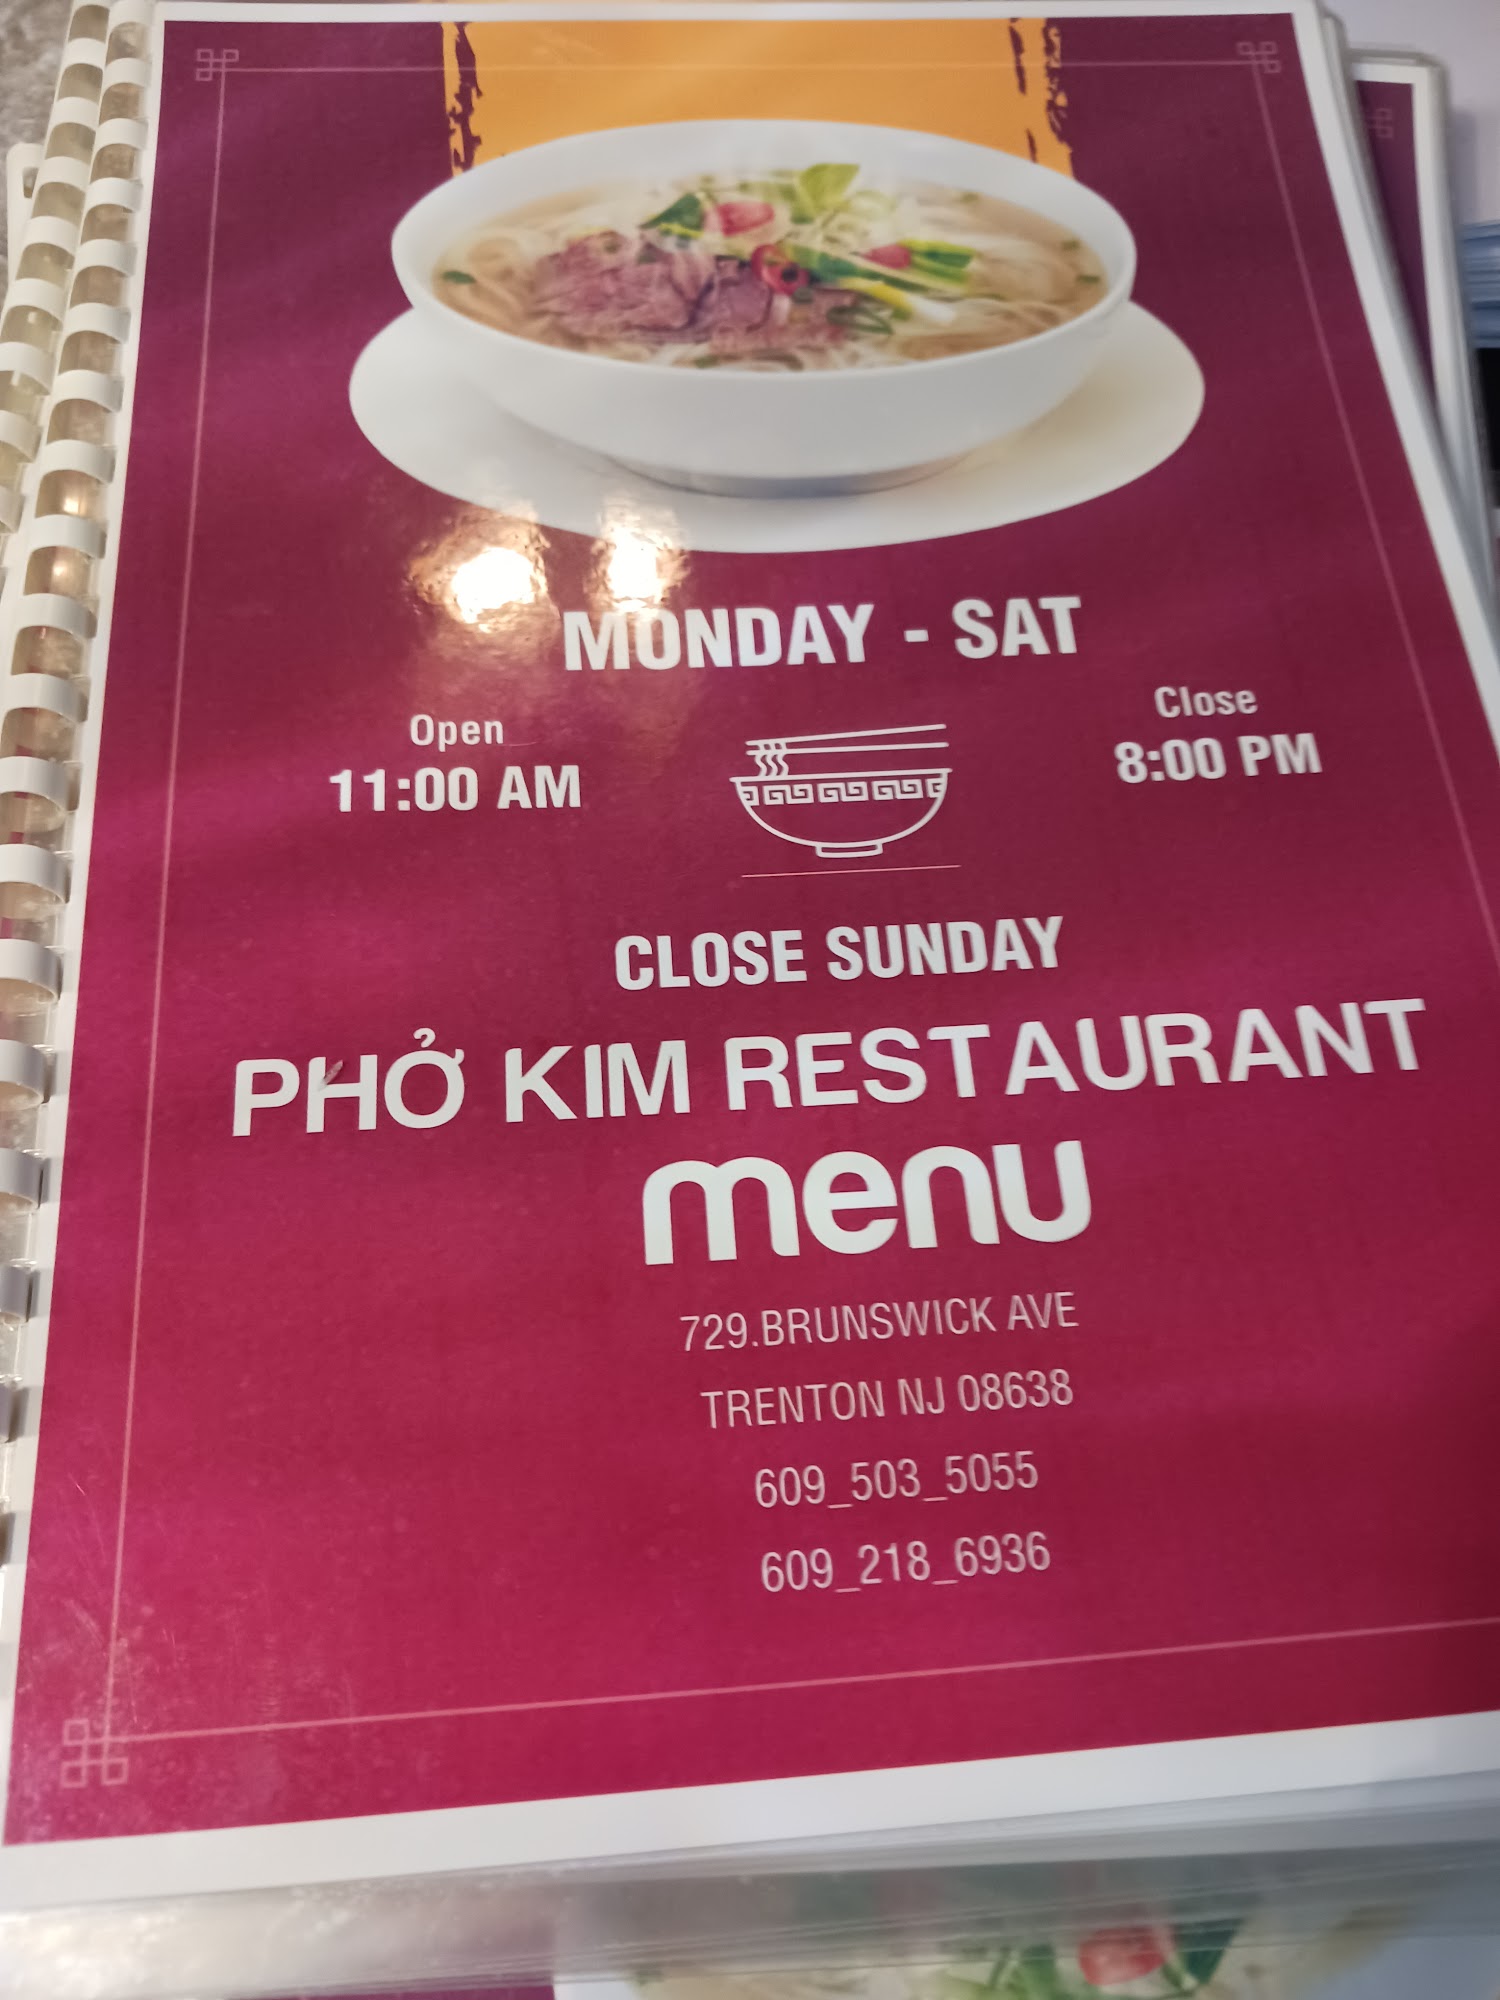 MONDAY - SAT
Open
11:00 AM
Close
8:00 PM
CLOSE SUNDAY
PHỞ KIM RESTAURANT
menu
729.BRUNSWICK AVE
TRENTON NJ 08638
609_503_5055
609_218_6936